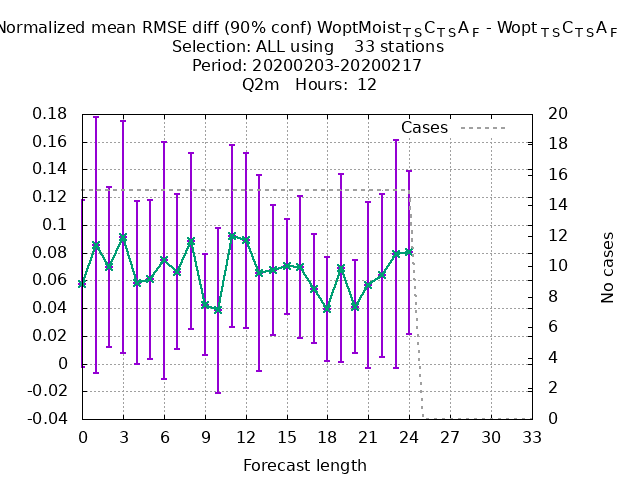 Normalized mean RMSE diff (90% conf) WoptMoist_TSC_TSA_F - Wopt_TSC_TSA_F
Selection: ALL using 33 stations
Period: 20200203-20200217
Q2m Hours: 12
Cases
0.18
0.16
0.14
0.12
0.1
0.08
0.06
0.04
0.02
0
-0.02
-0.04
20
18
16
14
12
10
8
6
4
2
0
No cases
0 3 6 9 12 15 18 21 24 27 30 33
Forecast length